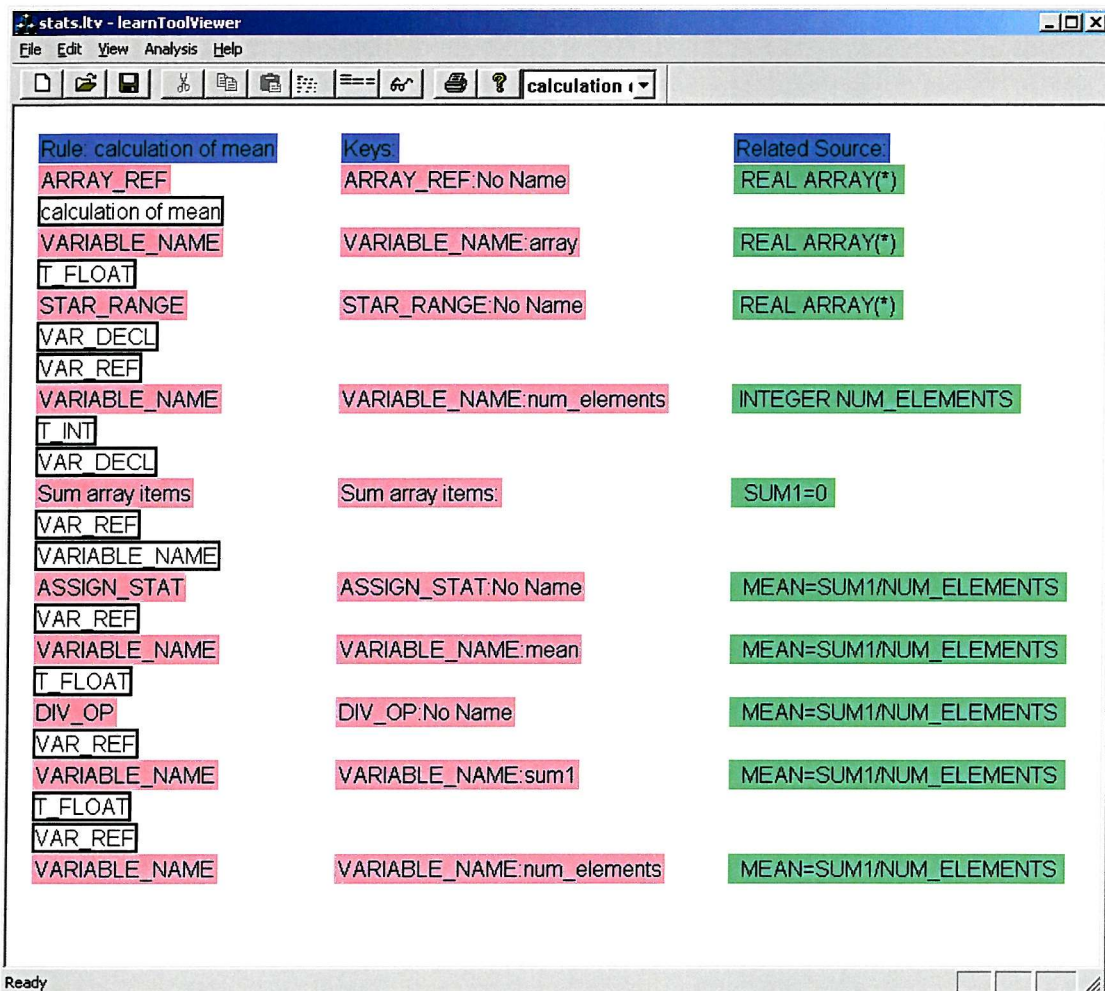 stats.ltv - learnToolViewer
File Edit View Analysis Help
calculation
Rule: calculation of mean Keys: Related Source:
ARRAY_REF ARRAY_REF:No Name REAL ARRAY(*)
calculation of mean
VARIABLE_NAME VARIABLE_NAME:array REAL ARRAY(*)
T_FLOAT
STAR_RANGE STAR_RANGE:No Name REAL ARRAY(*)
VAR_DECL
VAR_REF
VARIABLE_NAME VARIABLE_NAME:num_elements INTEGER NUM_ELEMENTS
T_INT
VAR_DECL
Sum array items Sum array items: SUM1=0
VAR_REF
VARIABLE_NAME
ASSIGN_STAT ASSIGN_STAT:No Name MEAN=SUM1/NUM_ELEMENTS
VAR_REF
VARIABLE_NAME VARIABLE_NAME:mean MEAN=SUM1/NUM_ELEMENTS
T_FLOAT
DIV_OP DIV_OP:No Name MEAN=SUM1/NUM_ELEMENTS
VAR_REF
VARIABLE_NAME VARIABLE_NAME:sum1 MEAN=SUM1/NUM_ELEMENTS
T_FLOAT
VAR_REF
VARIABLE_NAME VARIABLE_NAME:num_elements MEAN=SUM1/NUM_ELEMENTS
Ready